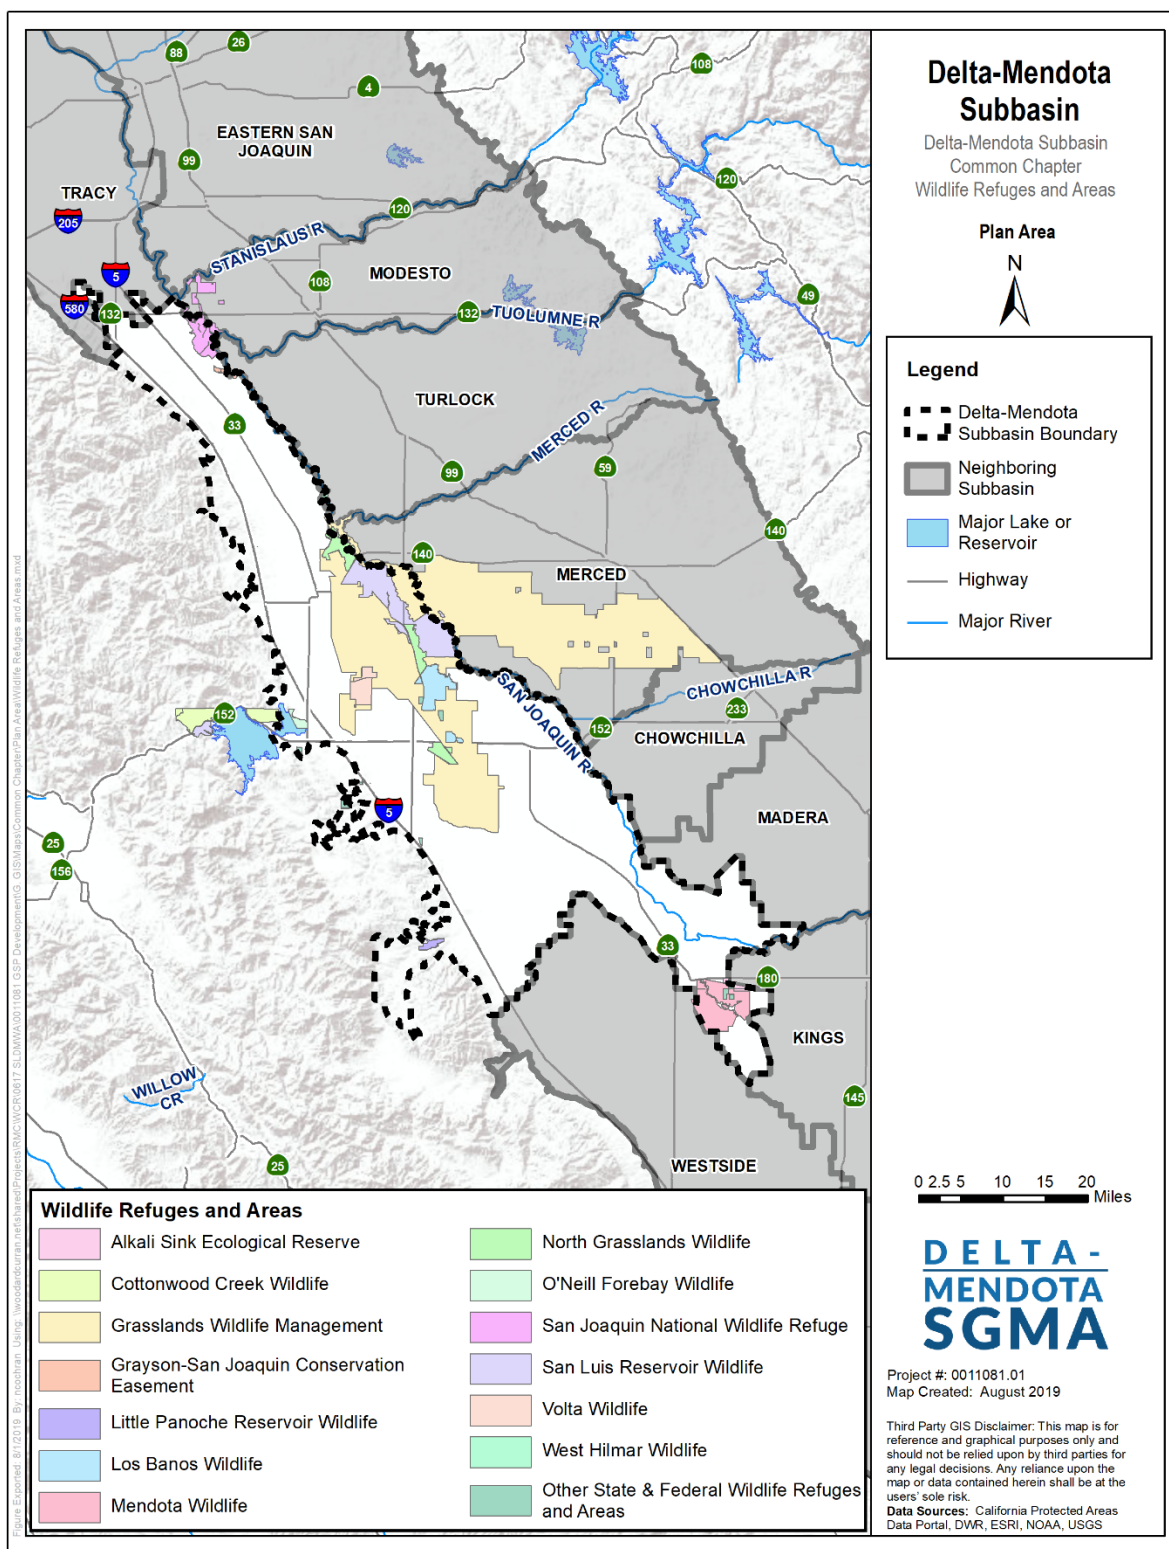 Delta-Mendota
Subbasin
Delta-Mendota Subbasin
Common Chapter
Wildlife Refuges and Areas
Plan Area
N
Legend
Delta-Mendota
Subbasin Boundary
Neighboring
Subbasin
Major Lake or
Reservoir
Highway
Major River
88
26
108
4
EASTERN SAN
JOAQUIN
99
TRACY
120
205
120
STANISLAUS R
MODESTO
5
108
49
580
132
132
TUOLUMNE R
TURLOCK
33
MERCED R
99
59
140
140
MERCED
SAN JOAQUIN R
CHOWCHILLA R
152
233
152
CHOWCHILLA
5
MADERA
25
156
33
180
KINGS
WILLOW
CR
145
25
WESTSIDE
Wildlife Refuges and Areas
Alkali Sink Ecological Reserve
Cottonwood Creek Wildlife
Grasslands Wildlife Management
Grayson-San Joaquin Conservation
Easement
Little Panoche Reservoir Wildlife
Los Banos Wildlife
Mendota Wildlife
North Grasslands Wildlife
O'Neill Forebay Wildlife
San Joaquin National Wildlife Refuge
San Luis Reservoir Wildlife
Volta Wildlife
West Hilmar Wildlife
Other State & Federal Wildlife Refuges
and Areas
0 2.5 5 10 15 20
Miles
DELTA-
MENDOTA
SGMA
Project #: 0011081.01
Map Created: August 2019
Third Party GIS Disclaimer: This map is for
reference and graphical purposes only and
should not be relied upon by third parties for
any legal decisions. Any reliance upon the
map or data contained herein shall be at the
users' sole risk.
Data Sources: California Protected Areas
Data Portal, DWR, ESRI, NOAA, USGS